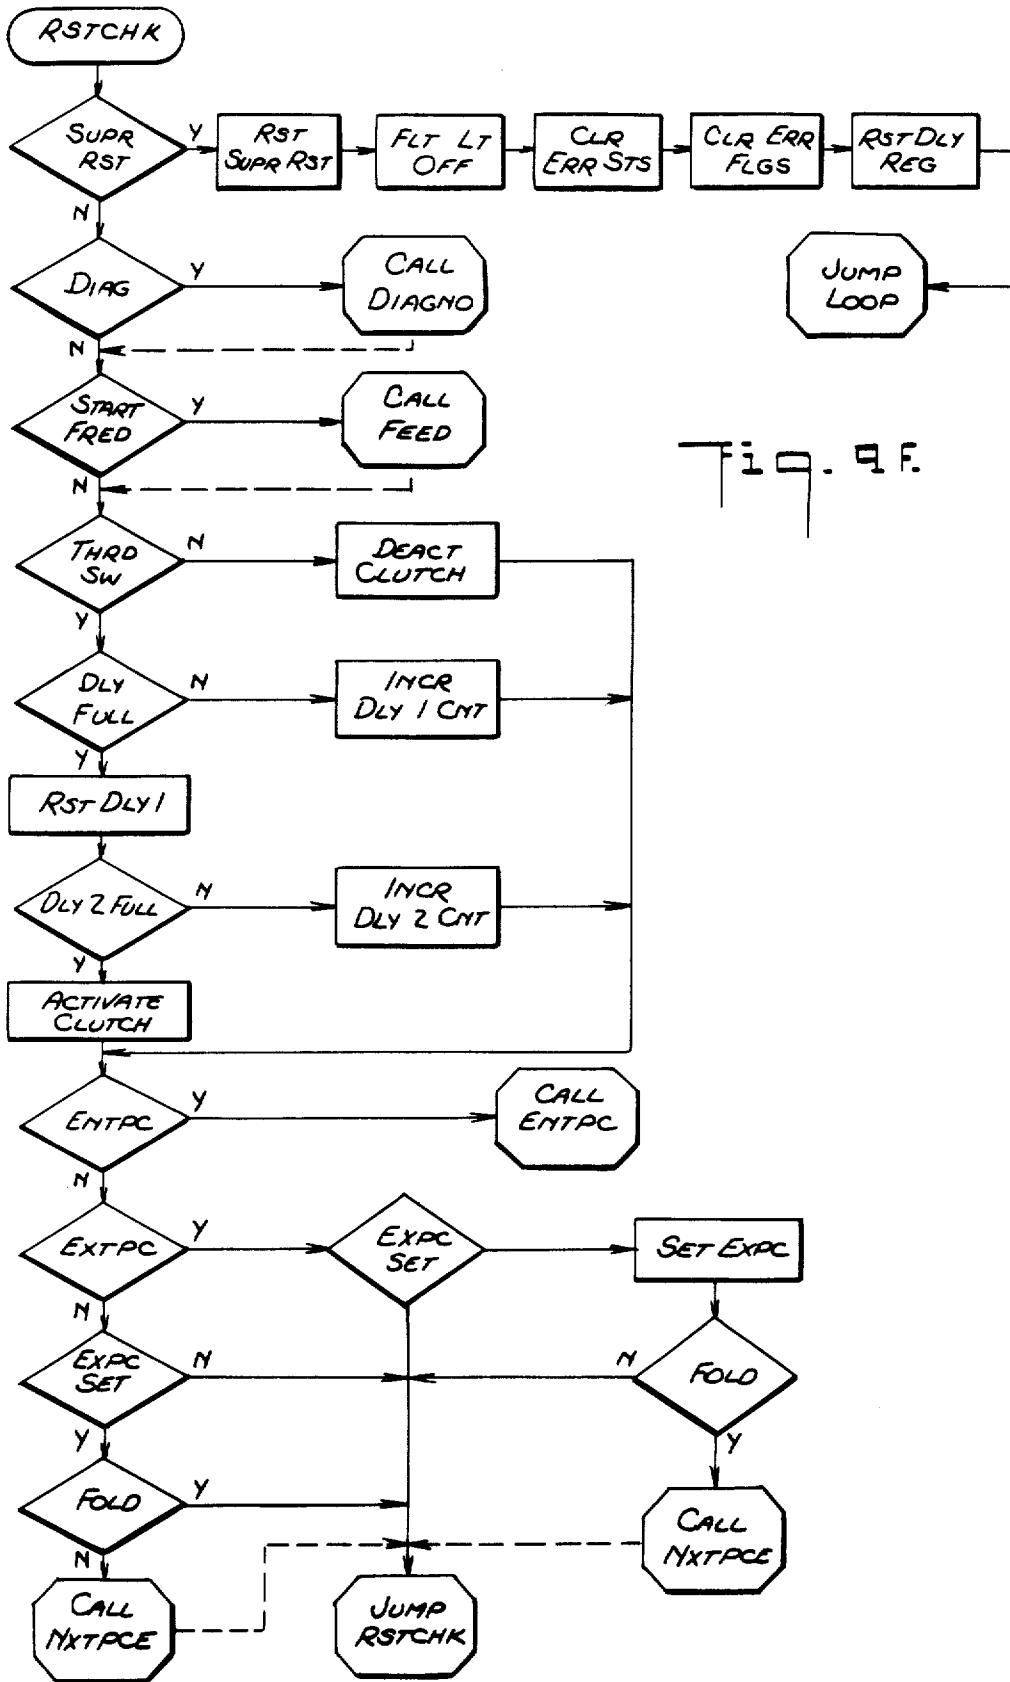 RSTCHK
SUPR
RST
Y
RST
SUPR RST
FLT LT
OFF
CLR
ERR STS
CLR ERR
FLGS
RST DLY
REG
N
DIAG
Y
CALL
DIAGNO
JUMP
LOOP
N
START
FRED
Y
CALL
FEED
Fig. 9E.
N
THRD
SW
N
DEACT
CLUTCH
Y
DLY
FULL
N
INCR
DLY 1 CNT
Y
RST DLY 1
DLY 2 FULL
N
INCR
DLY 2 CNT
Y
ACTIVATE
CLUTCH
ENTPC
Y
CALL
ENTPC
N
EXTPC
Y
EXPC
SET
SET EXPC
N
EXPC
SET
N
N
FOLD
Y
Y
FOLD
Y
CALL
NXTPCE
N
CALL
NXTPCE
JUMP
RSTCHK